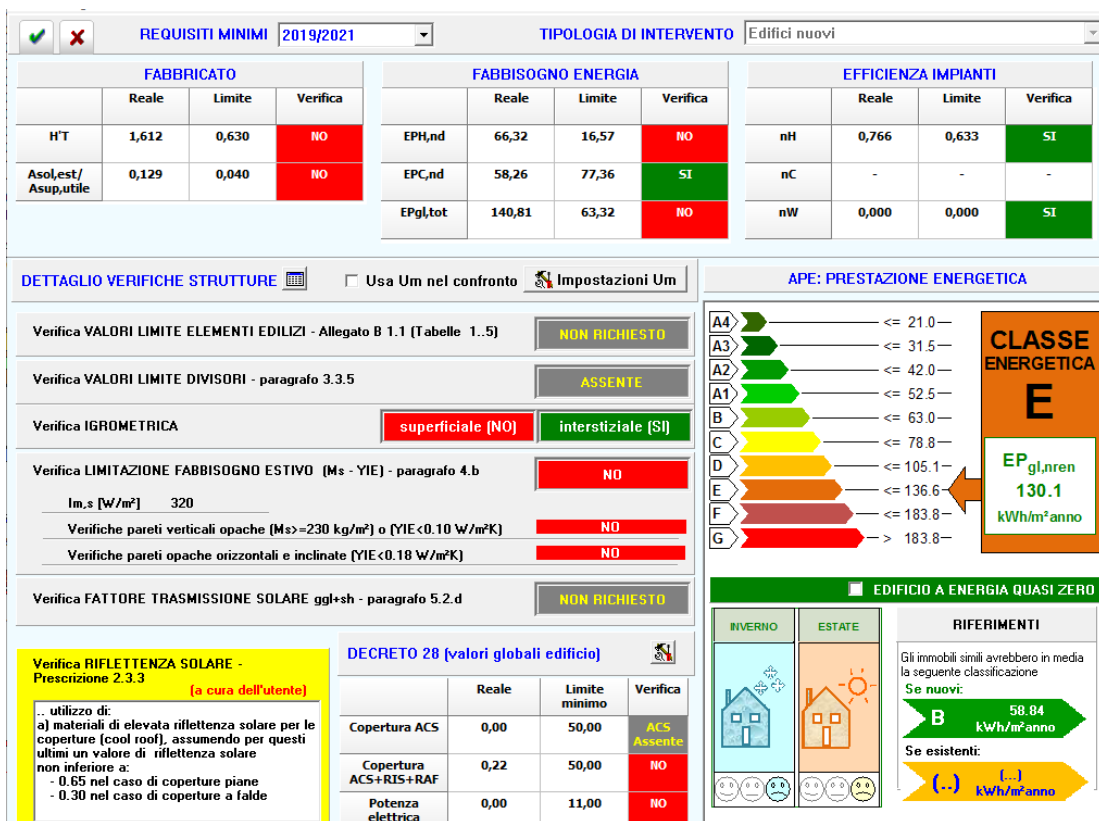 REQUISITI MINIMI 2019/2021 TIPOLOGIA DI INTERVENTO Edifici nuovi
FABBRICATO
Reale Limite Verifica
H'T 1,612 0,630 NO
Asol,est/ Asup,utile 0,129 0,040 NO
FABBISOGNO ENERGIA
Reale Limite Verifica
EPH,nd 66,32 16,57 NO
EPC,nd 58,26 77,36 SI
EPgl,tot 140,81 63,32 NO
EFFICIENZA IMPIANTI
Reale Limite Verifica
nH 0,766 0,633 SI
nC - - -
nW 0,000 0,000 SI
DETTAGLIO VERIFICHE STRUTTURE Usa Um nel confronto Impostazioni Um
Verifica VALORI LIMITE ELEMENTI EDILIZI - Allegato B 1.1 (Tabelle 1..5) NON RICHIESTO
Verifica VALORI LIMITE DIVISORI - paragrafo 3.3.5 ASSENTE
Verifica IGROMETRICA superficiale (NO) interstiziale (SI)
Verifica LIMITAZIONE FABBISOGNO ESTIVO (Ms - YIE) - paragrafo 4.b NO
Im,s [W/m²] 320
Verifiche pareti verticali opache (Ms>=230 kg/m²) o (YIE<0.10 W/m²K) NO
Verifiche pareti opache orizzontali e inclinate (YIE<0.18 W/m²K) NO
Verifica FATTORE TRASMISSIONE SOLARE ggl+sh - paragrafo 5.2.d NON RICHIESTO
Verifica RIFLETTENZA SOLARE -
Prescrizione 2.3.3
(a cura dell'utente)
.. utilizzo di:
a) materiali di elevata riflettenza solare per le
coperture (cool roof), assumendo per questi
ultimi un valore di riflettenza solare
non inferiore a:
- 0.65 nel caso di coperture piane
- 0.30 nel caso di coperture a falde
DECRETO 28 (valori globali edificio)
Reale Limite minimo Verifica
Copertura ACS 0,00 50,00 ACS Assente
Copertura ACS+RIS+RAF 0,22 50,00 NO
Potenza elettrica 0,00 11,00 NO
APE: PRESTAZIONE ENERGETICA
A4 <= 21.0
A3 <= 31.5
A2 <= 42.0
A1 <= 52.5
B <= 63.0
C <= 78.8
D <= 105.1
E <= 136.6
F <= 183.8
G > 183.8
CLASSE
ENERGETICA
E
EPgl,nren
130.1
kWh/m²anno
EDIFICIO A ENERGIA QUASI ZERO
INVERNO ESTATE
RIFERIMENTI
Gli immobili simili avrebbero in media
la seguente classificazione
Se nuovi:
B 58.84
kWh/m²anno
Se esistenti:
(..) (...)
kWh/m²anno